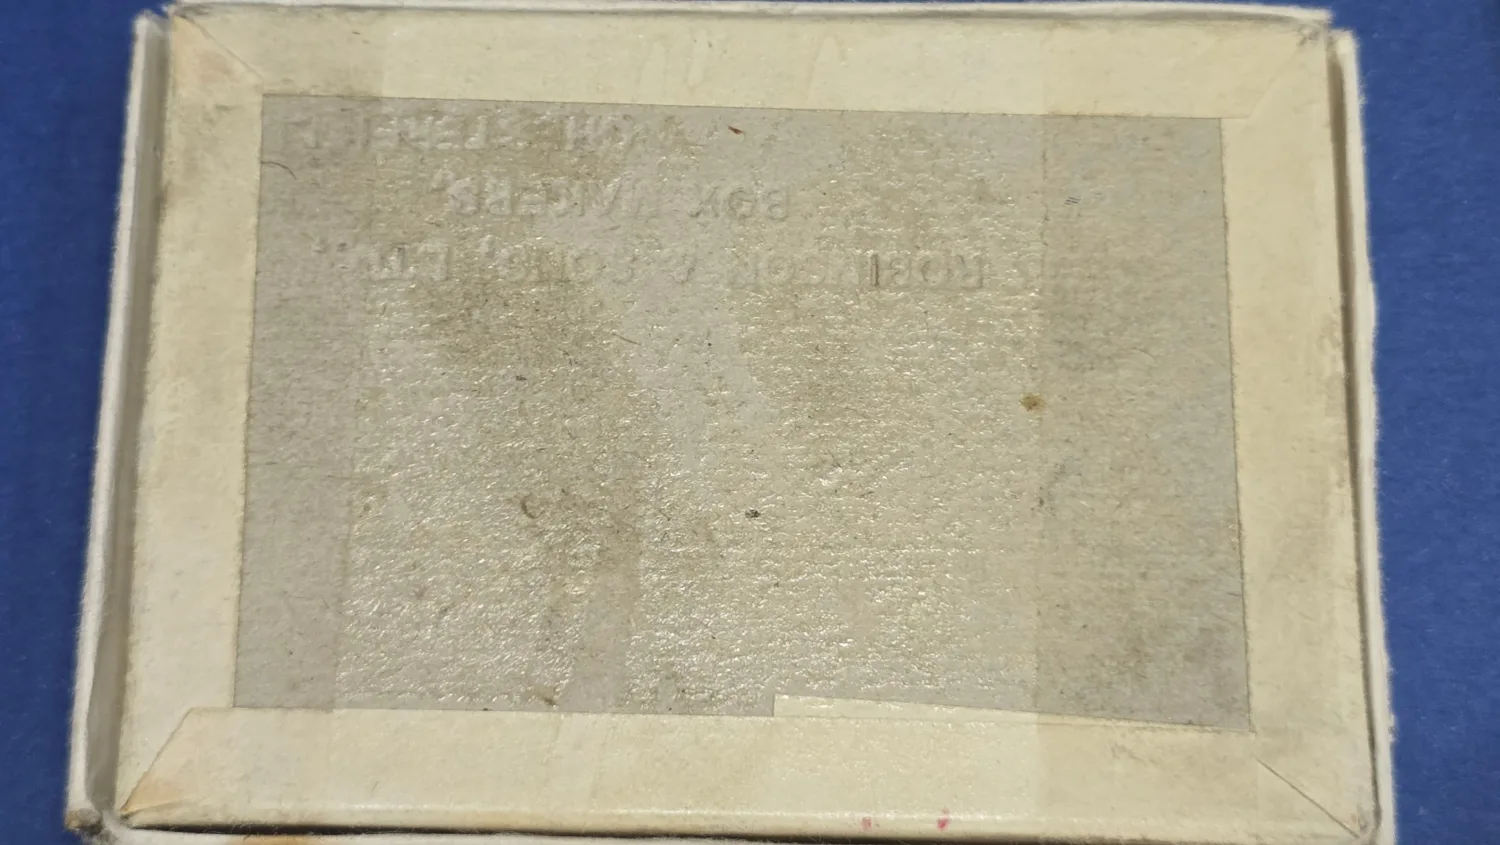 ROBINSON & SONS, LTD.
BOX MAKERS,
CHESTERFIELD